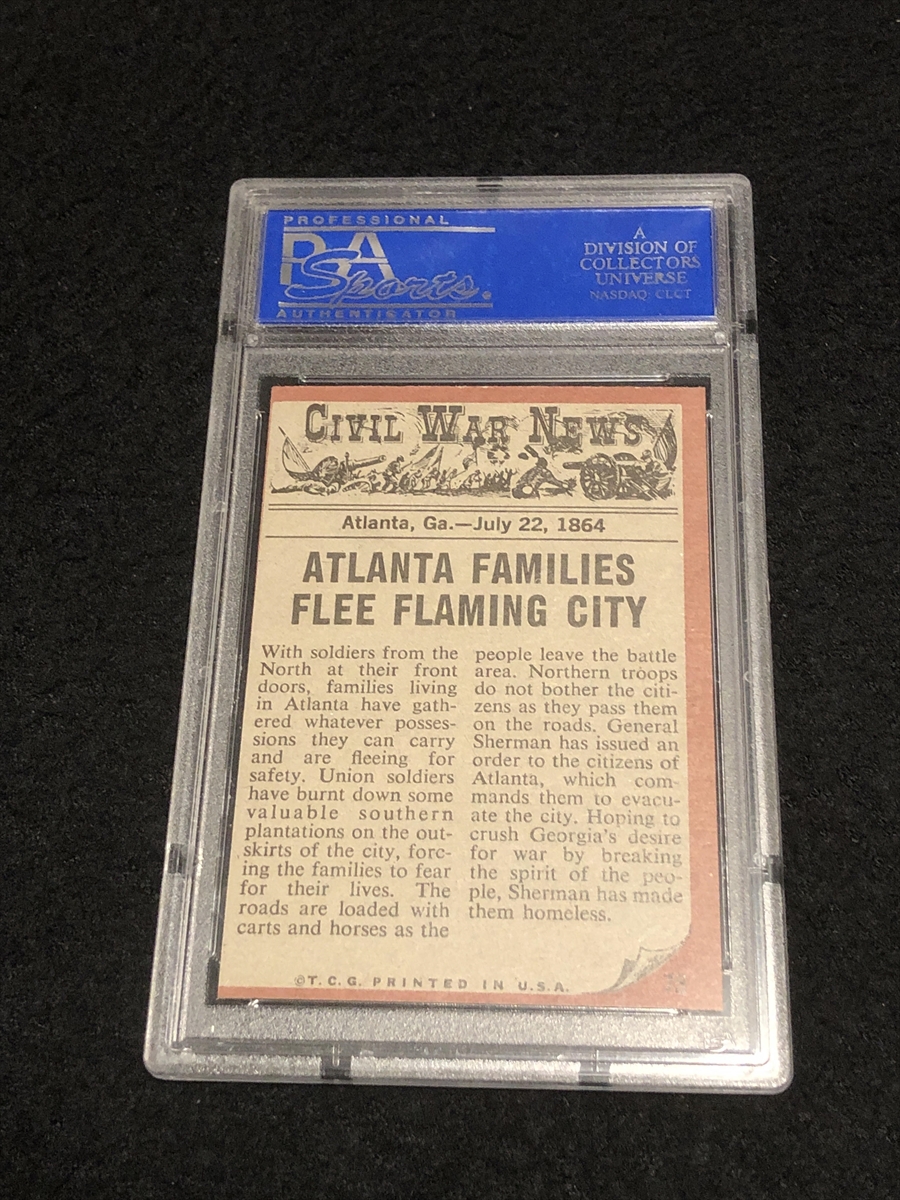 PROFESSIONAL
PSA
Sports
AUTHENTICATOR
A
DIVISION OF
COLLECTORS
UNIVERSE
NASDAQ: CLCT
CIVIL WAR NEWS
Atlanta, Ga.—July 22, 1864
ATLANTA FAMILIES
FLEE FLAMING CITY
With soldiers from the
North at their front
doors, families living
in Atlanta have gath-
ered whatever posses-
sions they can carry
and are fleeing for
safety. Union soldiers
have burnt down some
valuable southern
plantations on the out-
skirts of the city, forc-
ing the families to fear
for their lives. The
roads are loaded with
carts and horses as the
people leave the battle
area. Northern troops
do not bother the citi-
zens as they pass them
on the roads. General
Sherman has issued an
order to the citizens of
Atlanta, which com-
mands them to evacu-
ate the city. Hoping to
crush Georgia's desire
for war by breaking
the spirit of the peo-
ple, Sherman has made
them homeless.
©T.C.G. PRINTED IN U.S.A.